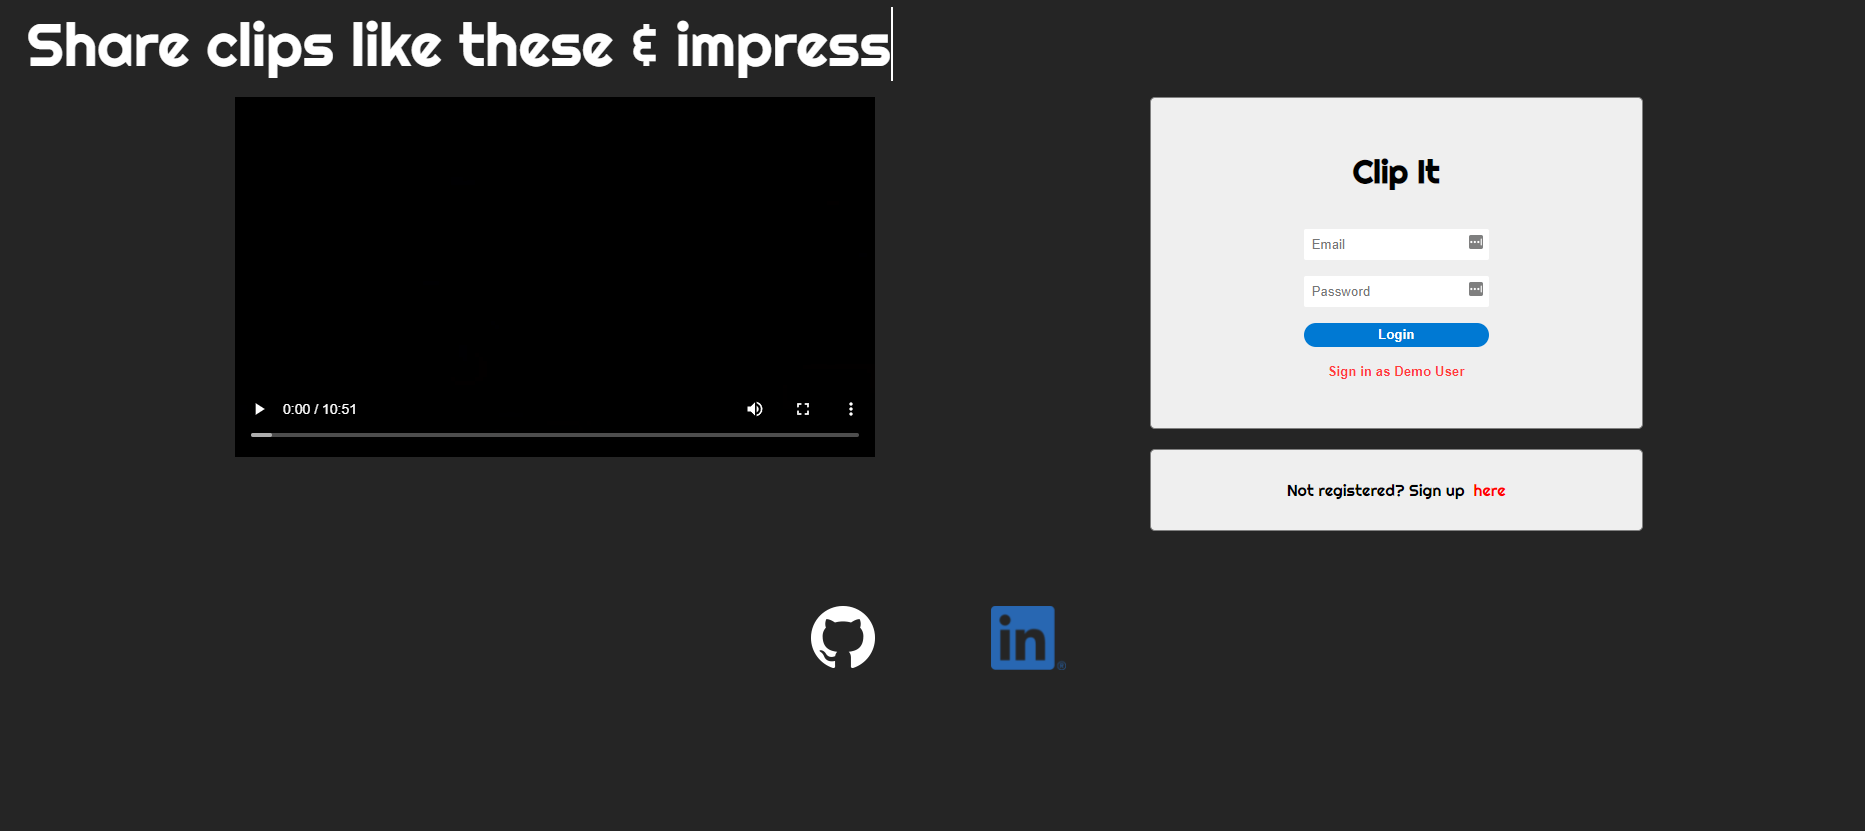 Share clips like these & impress
0:00 / 10:51
Clip It
Email
Password
Login
Sign in as Demo User
Not registered? Sign up here
in ®